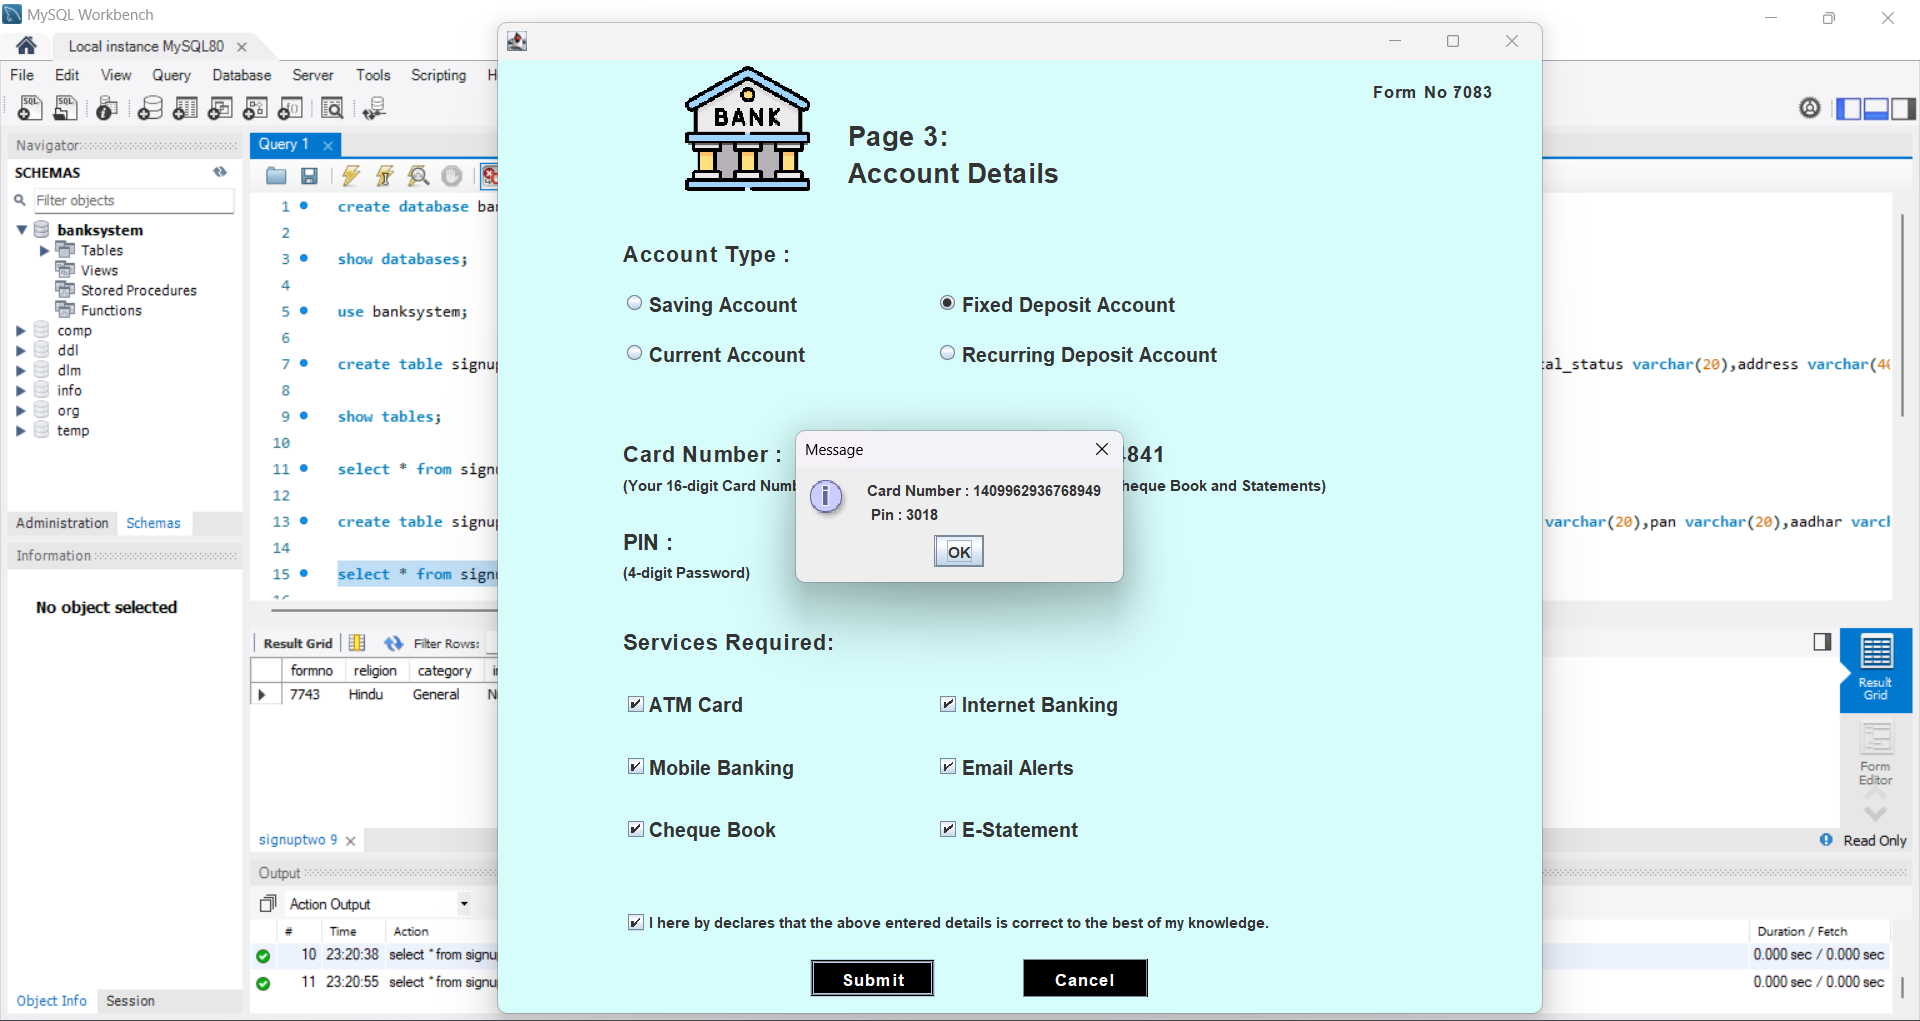 MySQL Workbench
Local instance MySQL80
File Edit View Query Database Server Tools Scripting H
Navigator
SCHEMAS
Filter objects
banksystem
Tables
Views
Stored Procedures
Functions
comp
ddl
dlm
info
org
temp
Administration Schemas
Information
No object selected
Object Info Session
Query 1
1 create database ban
2
3 show databases;
4
5 use banksystem;
6
7 create table signup
8
9 show tables;
10
11 select * from signu
12
13 create table signup
14
15 select * from signu
16
al_status varchar(20),address varchar(40
varchar(20),pan varchar(20),aadhar varch
Result Grid Filter Rows:
formno religion category
7743 Hindu General
signuptwo 9
Output
Action Output
# Time Action
10 23:20:38 select * from signu
11 23:20:55 select * from signu
Form No 7083
BANK
Page 3:
Account Details
Account Type :
Saving Account Fixed Deposit Account
Current Account Recurring Deposit Account
Card Number : 841
(Your 16-digit Card Numb heque Book and Statements)
PIN :
(4-digit Password)
Message
Card Number : 1409962936768949
Pin : 3018
OK
Services Required:
ATM Card Internet Banking
Mobile Banking Email Alerts
Cheque Book E-Statement
I here by declares that the above entered details is correct to the best of my knowledge.
Submit Cancel
Result
Grid
Form
Editor
Read Only
Duration / Fetch
0.000 sec / 0.000 sec
0.000 sec / 0.000 sec